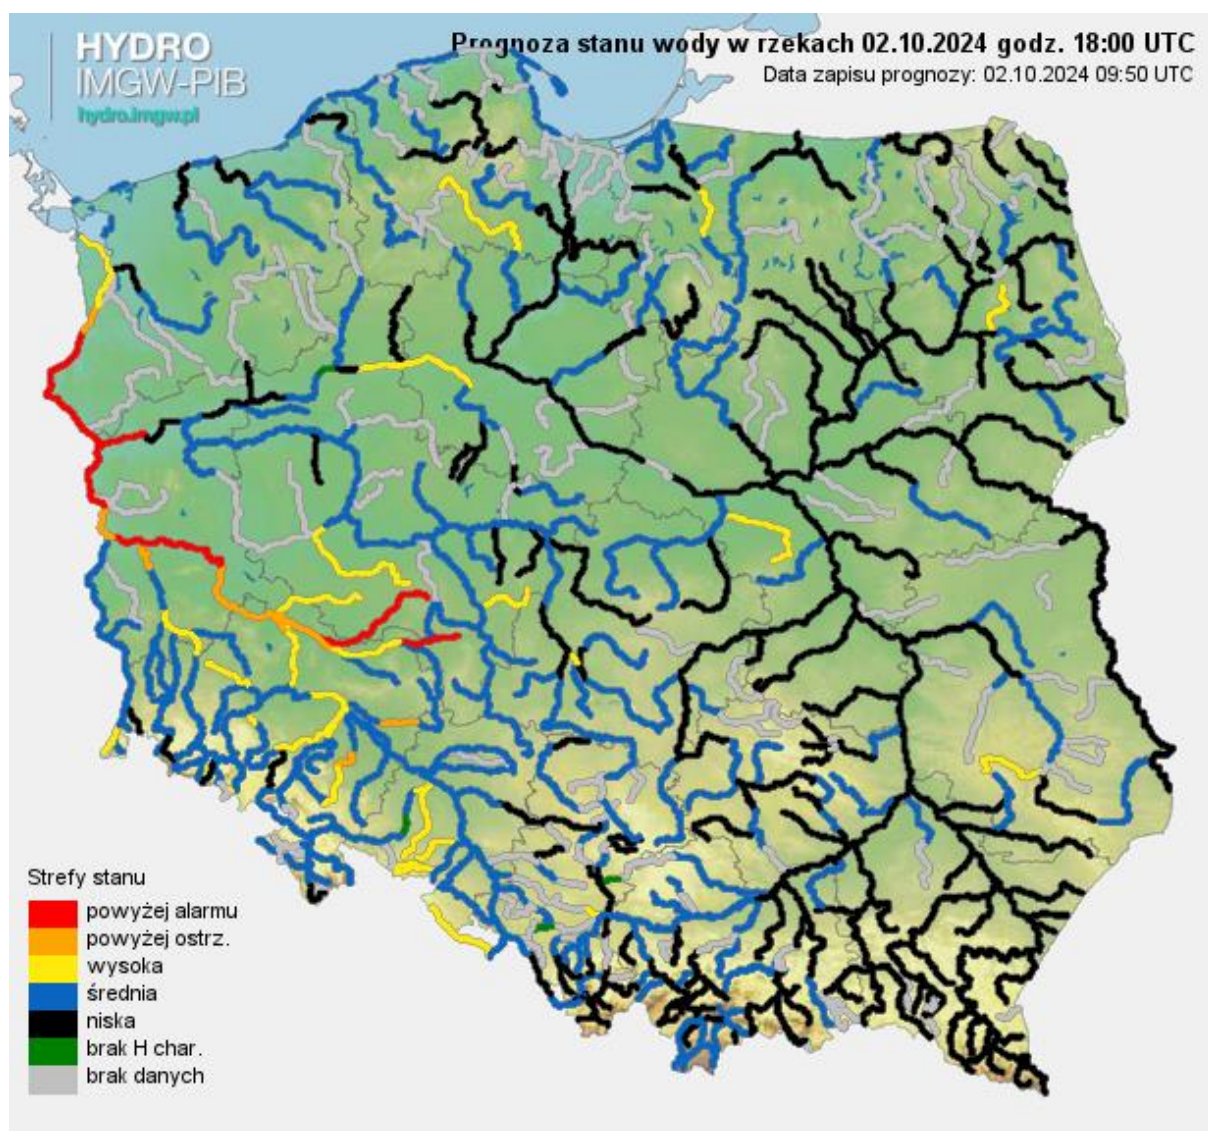 HYDRO
IMGW-PIB
hydro.imgw.pl
Prognoza stanu wody w rzekach 02.10.2024 godz. 18:00 UTC
Data zapisu prognozy: 02.10.2024 09:50 UTC
Strefy stanu
powyżej alarmu
powyżej ostrz.
wysoka
średnia
niska
brak H char.
brak danych